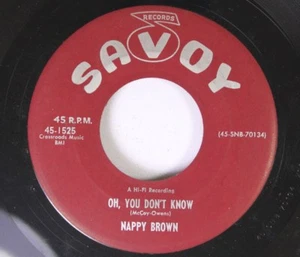 RECORDS
SAVOY
45 R.P.M.
45-1525
Crossroads Music
BMI
(45-SNB-70134)
A Hi-Fi Recording
OH, YOU DON'T KNOW
(McCoy-Owens)
NAPPY BROWN